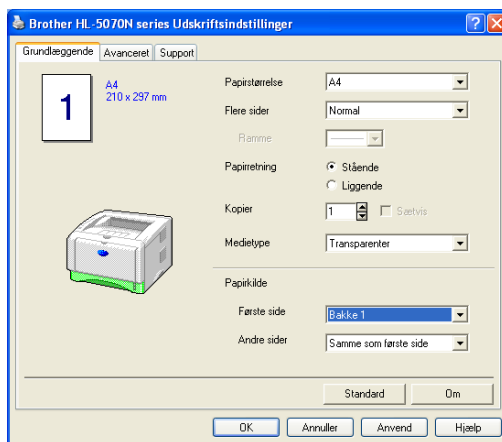 Brother HL-5070N series Udskriftsindstillinger
Grundlæggende Avanceret Support
1
A4
210 x 297 mm
Papirstørrelse A4
Flere sider Normal
Ramme
Papirretning Stående
Liggende
Kopier 1 Sætvis
Medietype Transparenter
Papirkilde
Første side Bakke 1
Andre sider Samme som første side
Standard Om
OK Annuller Anvend Hjælp